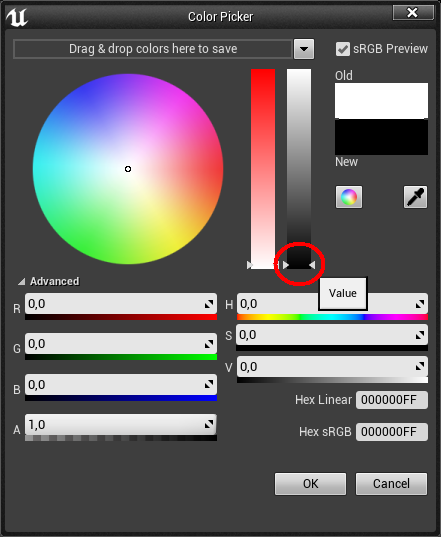 Color Picker
Drag & drop colors here to save
sRGB Preview
Old
New
Advanced
Value
R 0,0
H 0,0
G 0,0
S 0,0
B 0,0
V 0,0
A 1,0
Hex Linear 000000FF
Hex sRGB 000000FF
OK Cancel